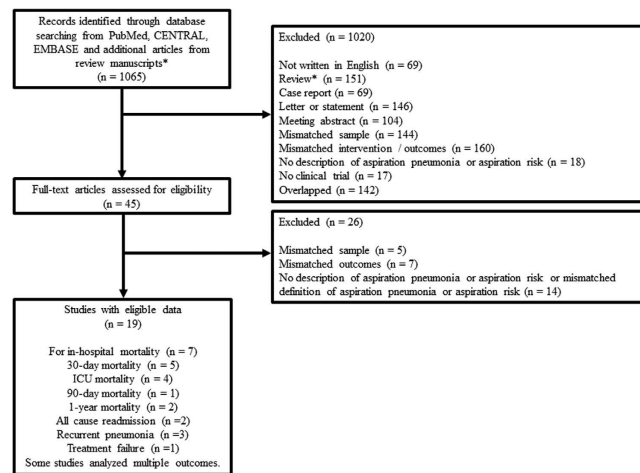 Records identified through database
searching from PubMed, CENTRAL,
EMBASE and additional articles from
review manuscripts*
(n = 1065)
Excluded (n = 1020)
Not written in English (n = 69)
Review* (n = 151)
Case report (n = 69)
Letter or statement (n = 146)
Meeting abstract (n = 104)
Mismatched sample (n = 144)
Mismatched intervention / outcomes (n = 160)
No description of aspiration pneumonia or aspiration risk (n = 18)
No clinical trial (n = 17)
Overlapped (n = 142)
Full-text articles assessed for eligibility
(n = 45)
Excluded (n = 26)
Mismatched sample (n = 5)
Mismatched outcomes (n = 7)
No description of aspiration pneumonia or aspiration risk or mismatched
definition of aspiration pneumonia or aspiration risk (n = 14)
Studies with eligible data
(n = 19)
For in-hospital mortality (n = 7)
30-day mortality (n = 5)
ICU mortality (n = 4)
90-day mortality (n = 1)
1-year mortality (n = 2)
All cause readmission (n =2)
Recurrent pneumonia (n =3)
Treatment failure (n =1)
Some studies analyzed multiple outcomes.